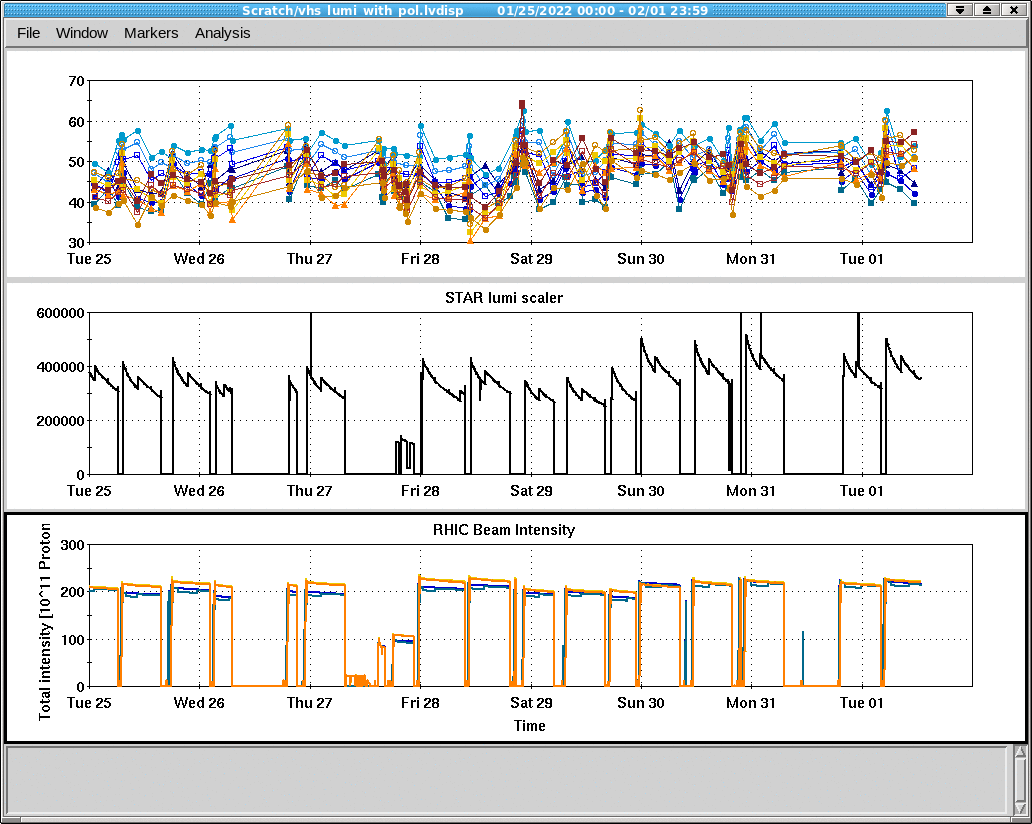 Scratch/vhs lumi with pol.lvdisp 01/25/2022 00:00 - 02/01 23:59
File Window Markers Analysis
70
60
50
40
30
Tue 25 Wed 26 Thu 27 Fri 28 Sat 29 Sun 30 Mon 31 Tue 01
STAR lumi scaler
600000
400000
200000
0
Tue 25 Wed 26 Thu 27 Fri 28 Sat 29 Sun 30 Mon 31 Tue 01
RHIC Beam Intensity
Total intensity [10^11 Proton
300
200
100
0
Tue 25 Wed 26 Thu 27 Fri 28 Sat 29 Sun 30 Mon 31 Tue 01
Time